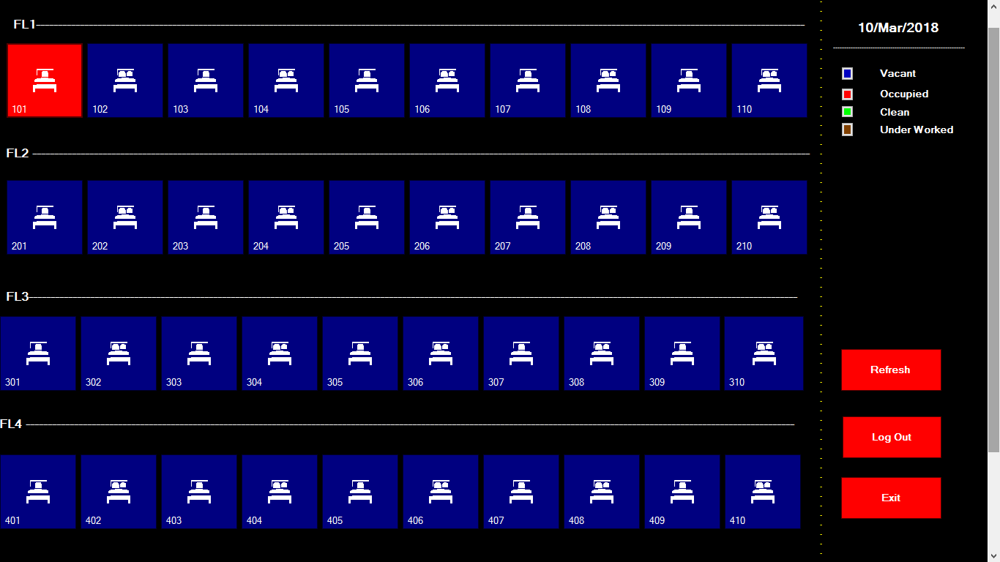 FL1
101 102 103 104 105 106 107 108 109 110
FL2
201 202 203 204 205 206 207 208 209 210
FL3
301 302 303 304 305 306 307 308 309 310
FL4
401 402 403 404 405 406 407 408 409 410
10/Mar/2018
Vacant
Occupied
Clean
Under Worked
Refresh
Log Out
Exit